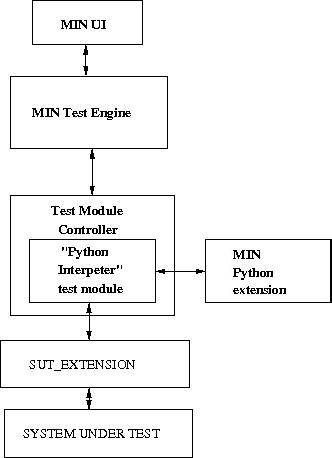 MIN UI
MIN Test Engine
Test Module
Controller
"Python
Interpeter"
test module
MIN
Python
extension
SUT_EXTENSION
SYSTEM UNDER TEST